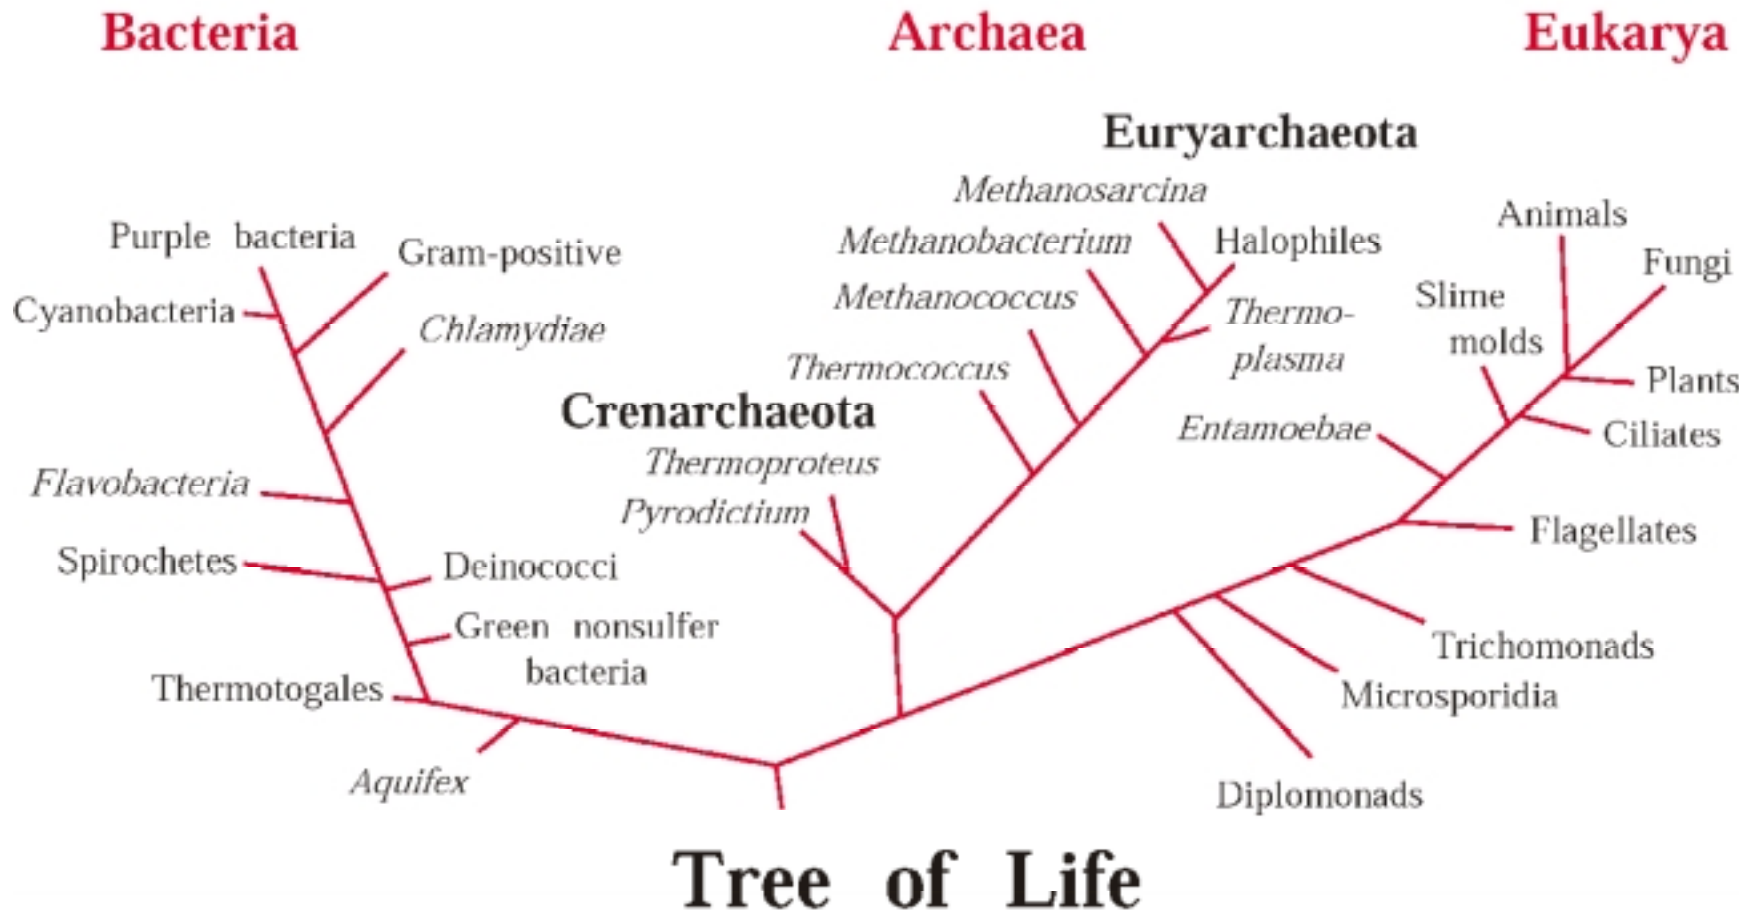 Bacteria
Archaea
Eukarya
Euryarchaeota
Methanosarcina
Animals
Purple bacteria
Gram-positive
Methanobacterium
Halophiles
Fungi
Cyanobacteria
Chlamydiae
Methanococcus
Thermo-
plasma
Slime
molds
Thermococcus
Plants
Crenarchaeota
Entamoebae
Ciliates
Thermoproteus
Flavobacteria
Pyrodictium
Flagellates
Spirochetes
Deinococci
Green nonsulfer
bacteria
Trichomonads
Thermotogales
Microsporidia
Aquifex
Diplomonads
Tree of Life